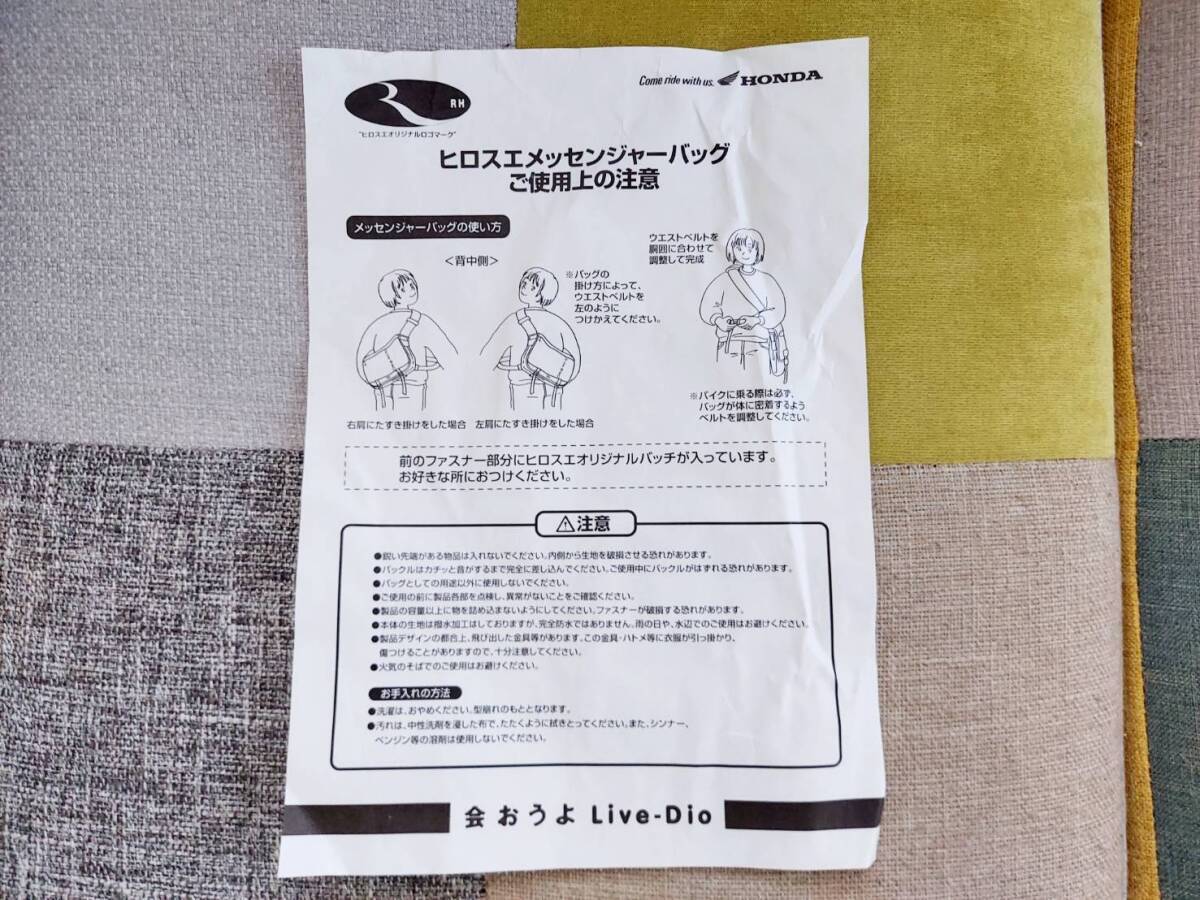 RH
"ヒロスエオリジナルロゴマーク"
Come ride with us. HONDA
ヒロスエメッセンジャーバッグ
ご使用上の注意
メッセンジャーバッグの使い方
<背中側>
※バッグの
掛け方によって、
ウエストベルトを
左のように
つけかえてください。
ウエストベルトを
胴囲に合わせて
調整して完成
右肩にたすき掛けをした場合
左肩にたすき掛けをした場合
※バイクに乗る際は必ず、
バッグが体に密着するよう
ベルトを調整してください。
前のファスナー部分にヒロスエオリジナルバッチが入っています。
お好きな所におつけください。
⚠注意
●鋭い先端がある物品は入れないでください。内側から生地を破損させる恐れがあります。
●バックルはカチッと音がするまで完全に差し込んでください。ご使用中にバックルがはずれる恐れがあります。
●バッグとしての用途以外に使用しないでください。
●ご使用の前に製品各部を点検し、異常がないことをご確認ください。
●製品の容量以上に物を詰め込まないようにしてください。ファスナーが破損する恐れがあります。
●本体の生地は撥水加工はしておりますが、完全防水ではありません。雨の日や、水辺でのご使用はお避けください。
●製品デザインの都合上、飛び出した金具等があります。この金具・ハトメ等に衣服が引っ掛かり、
傷つけることがありますので、十分注意してください。
●火気のそばでのご使用はお避けください。
お手入れの方法
●洗濯は、おやめください。型崩れのもととなります。
●汚れは、中性洗剤を浸した布で、たたくように拭きとってください。また、シンナー、
ベンジン等の溶剤は使用しないでください。
会おうよ Live-Dio